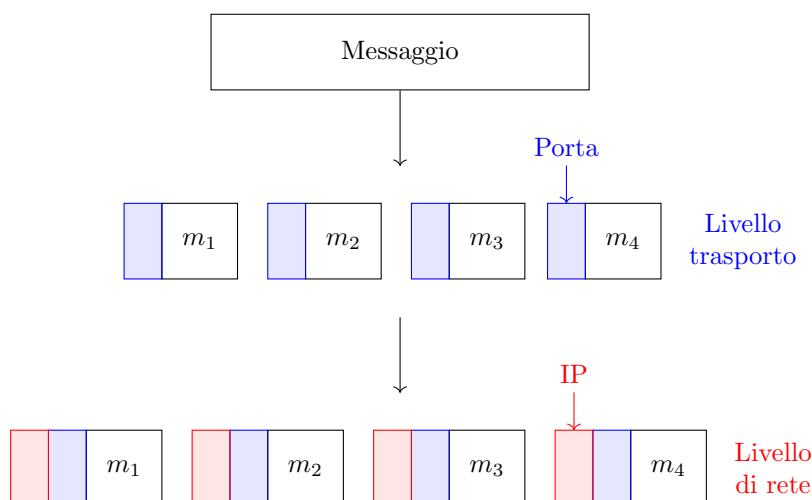 Messaggio
Porta
m₁ m₂ m₃ m₄
Livello
trasporto
IP
m₁ m₂ m₃ m₄
Livello
di rete